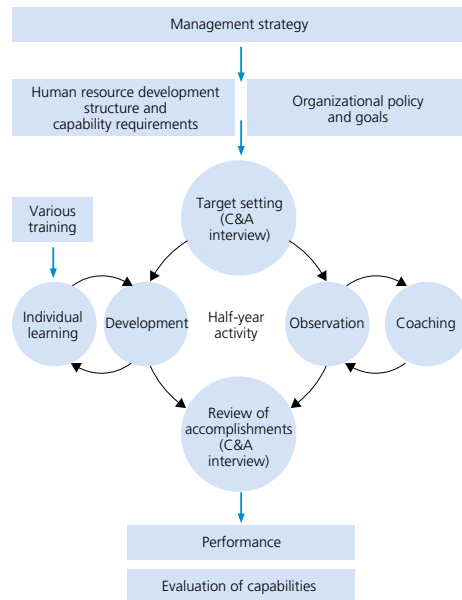 Management strategy
Human resource development
structure and
capability requirements
Organizational policy
and goals
Target setting
(C&A
interview)
Various
training
Individual
learning
Development
Half-year
activity
Observation
Coaching
Review of
accomplishments
(C&A
interview)
Performance
Evaluation of capabilities